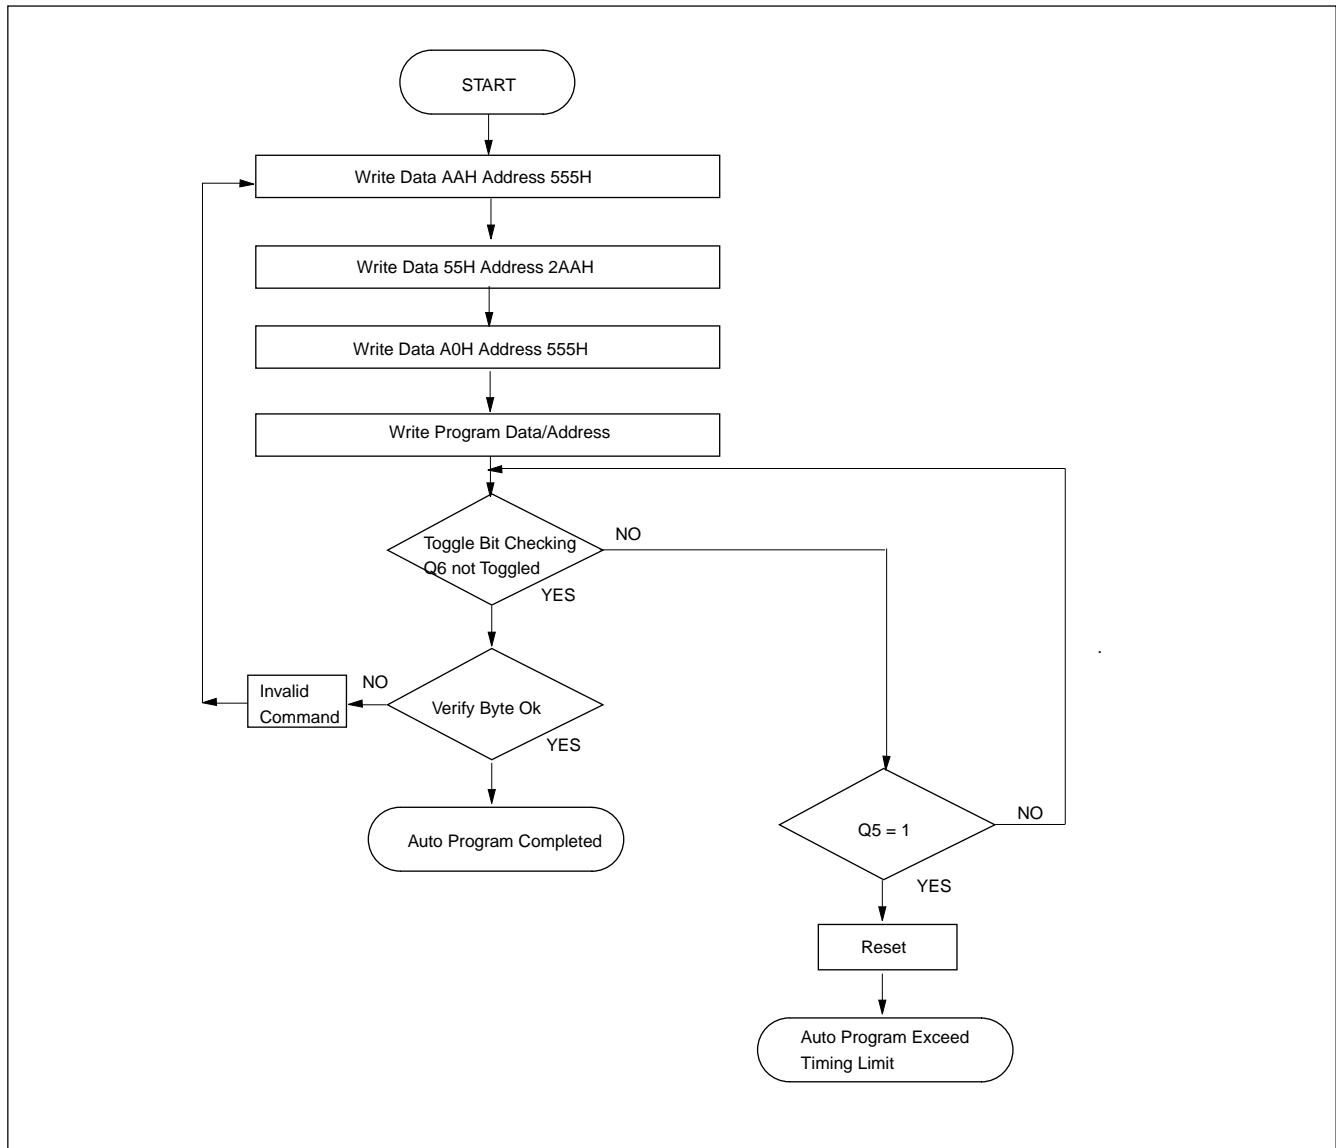 START
Write Data AAH Address 555H
Write Data 55H Address 2AAH
Write Data A0H Address 555H
Write Program Data/Address
Toggle Bit Checking
Q6 not Toggled
NO
YES
Invalid
Command
NO
Verify Byte Ok
YES
Auto Program Completed
Q5 = 1
NO
YES
Reset
Auto Program Exceed
Timing Limit